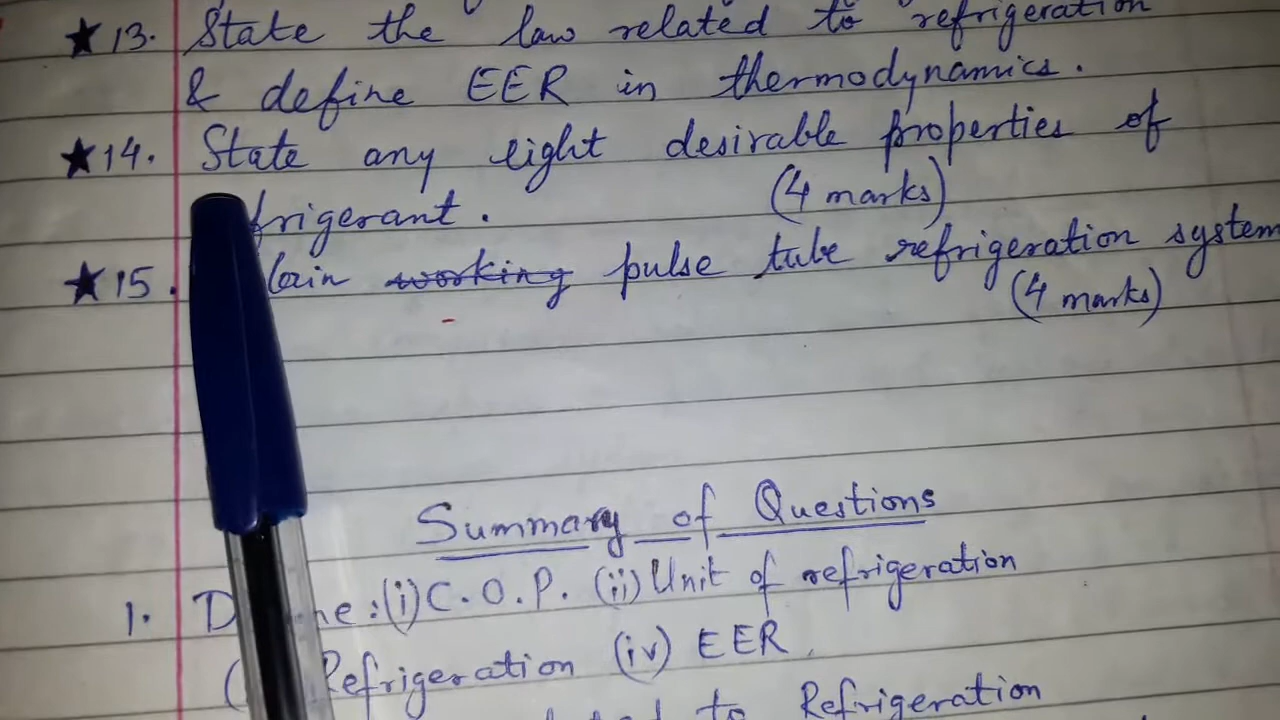 ★13. State the law related to refrigeration
& define EER in thermodynamics.
★14. State any eight desirable properties of
frigerant. (4 marks)
★15. lain working pulse tube refrigeration system
(4 marks)
Summary of Questions
1. D ne:(i) C.O.P. (ii) Unit of refrigeration
( Refrigeration (iv) EER
to Refrigeration